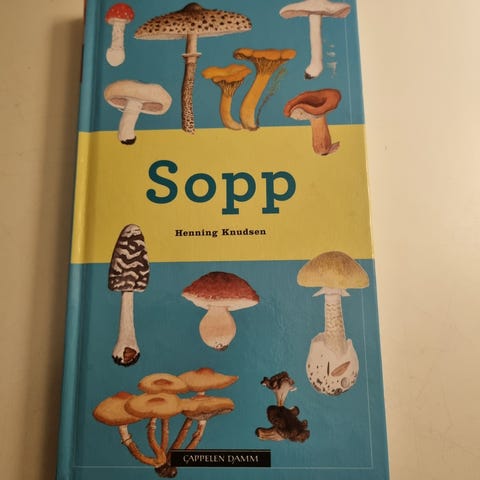 Sopp
Henning Knudsen
CAPPELEN DAMM